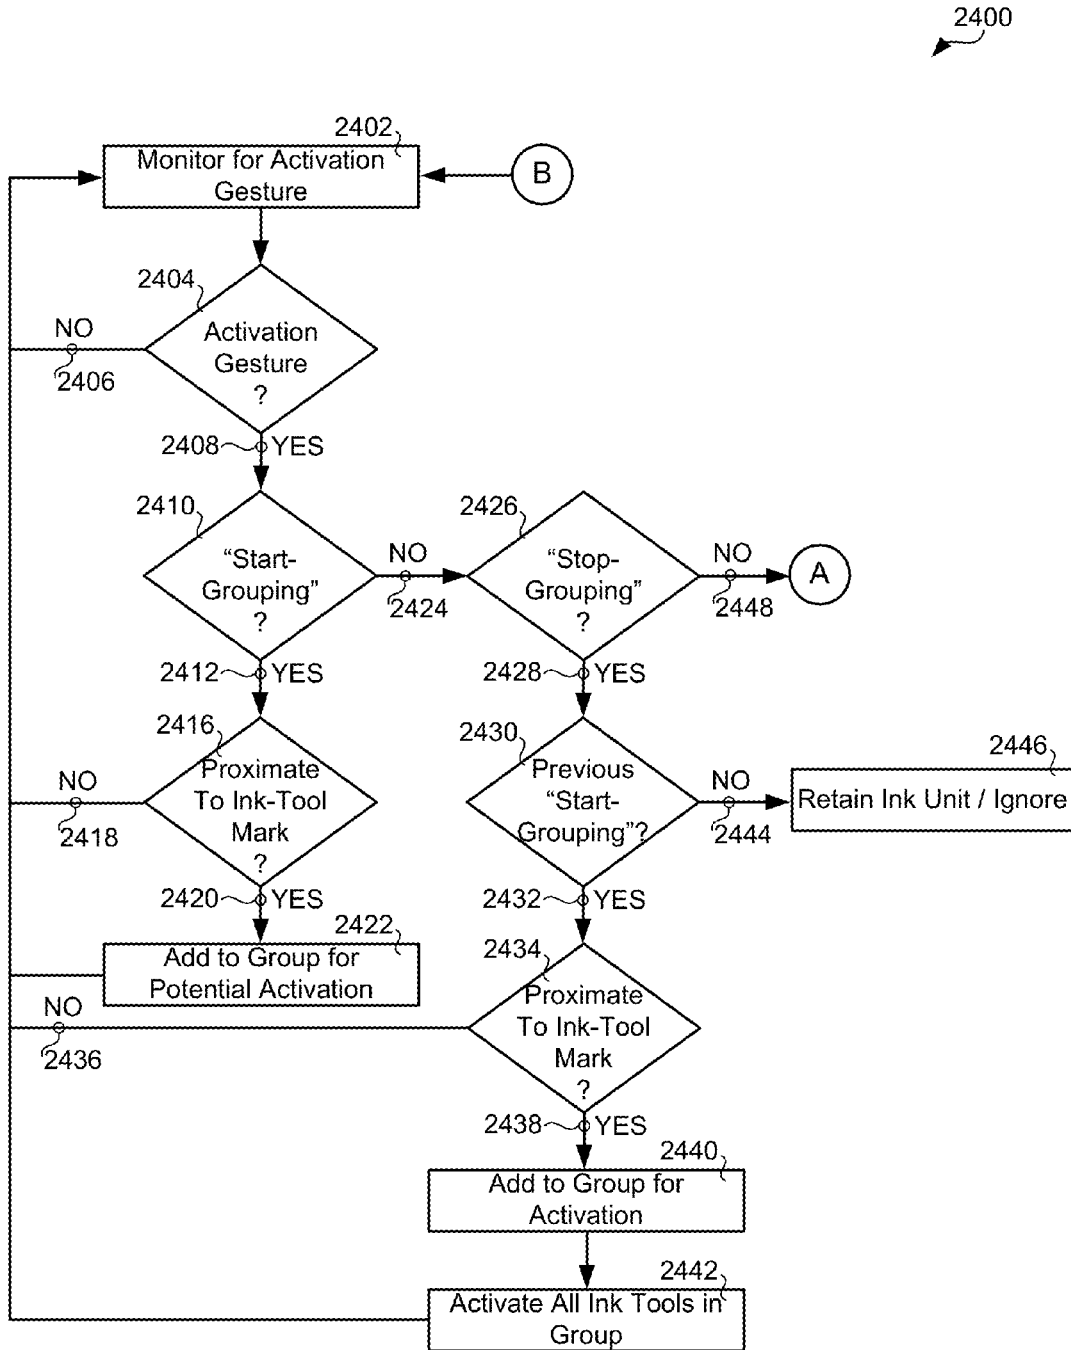 2400
2402
Monitor for Activation
Gesture
B
2404
Activation
Gesture
?
NO
2406
2408
YES
2410
“Start-
Grouping”
?
NO
2424
2426
“Stop-
Grouping”
?
NO
2448
A
2412
YES
2428
YES
2416
Proximate
To Ink-Tool
Mark
?
NO
2418
2430
Previous
“Start-
Grouping”?
NO
2444
2446
Retain Ink Unit / Ignore
2420
YES
2432
YES
2422
Add to Group for
Potential Activation
2434
Proximate
To Ink-Tool
Mark
?
NO
2436
2438
YES
2440
Add to Group for
Activation
2442
Activate All Ink Tools in
Group